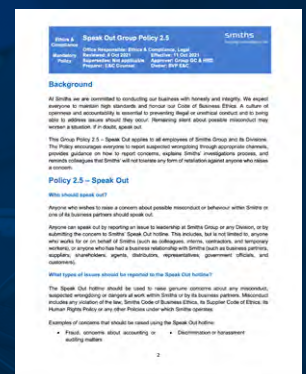 Ethics &
Compliance
Mandatory
Policy
Speak Out Group Policy 2.5
Office Responsible: Ethics & Compliance, Legal
Reviewed: 5 Oct 2021 Effective: 11 Oct 2021
Supersedes: Not applicable Approver: Group GC & HRD
Preparer: E&C Counsel Owner: SVP E&C
smiths
Background
At Smiths we are committed to conducting our business with honesty and integrity. We expect
everyone to maintain high standards and honour our Code of Business Ethics. A culture of
openness and accountability is essential to preventing illegal or unethical conduct and to being
able to address issues should they occur. Remaining silent about possible misconduct may
worsen a situation. If in doubt, speak out.
This Group Policy 2.5 – Speak Out applies to all employees of Smiths Group and its Divisions.
The Policy encourages everyone to report suspected wrongdoing through appropriate channels,
provides guidance on how to report concerns, explains Smiths' investigations process, and
reminds colleagues that Smiths' will not tolerate any form of retaliation against anyone who raises
a concern.
Policy 2.5 – Speak Out
Who should speak out?
Anyone who wishes to raise a concern about possible misconduct or behaviour within Smiths or
one of its business partners should speak out.
Anyone can speak out by reporting an issue to leadership at Smiths Group or any Division, or by
submitting the concern to Smiths' Speak Out hotline. This includes, but is not limited to, anyone
who works for or on behalf of Smiths (such as colleagues, interns, contractors, and temporary
workers), or anyone who has had a business relationship with Smiths (such as business partners,
suppliers, shareholders, agents, distributors, representatives, government officials, and
customers).
What types of issues should be reported to the Speak Out hotline?
The Speak Out hotline should be used to raise genuine concerns about any misconduct,
suspected wrongdoing or dangers at work within Smiths or by its business partners. Misconduct
includes any violation of the law, Smiths Code of Business Ethics, its Supplier Code of Ethics, its
Human Rights Policy or any other Policies under which Smiths operates.
Examples of concerns that should be raised using the Speak Out hotline:
• Fraud, concerns about accounting or
auditing matters
• Discrimination or harassment
2